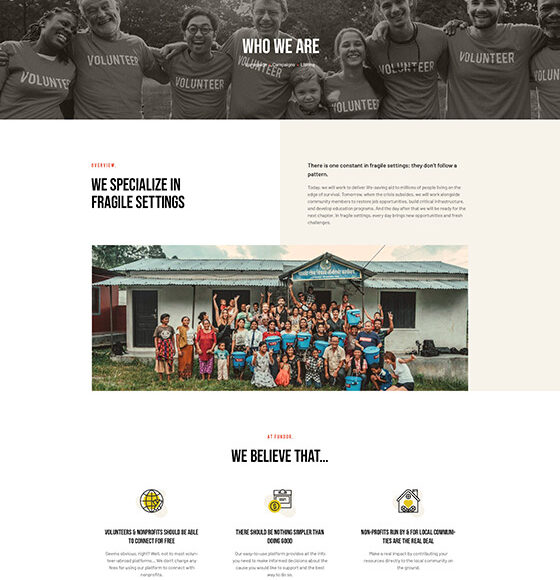 WHO WE ARE
VOLUNTEER
VOLUNTEER
VOLUNTEER
VOLUNTEER
VOLUNTEER
VOLUNTEER
OVERVIEW.
WE SPECIALIZE IN
FRAGILE SETTINGS
There is one constant in fragile settings: they don't follow a
pattern.
Today, we will work to deliver life-saving aid to millions of people living on the
edge of survival. Tomorrow, when the crisis subsides, we will work alongside
community members to restore job opportunities, build critical infrastructure,
and develop education programs. And the day after that we will be ready for the
next chapter. In fragile settings, every day brings new opportunities and fresh
challenges.
AT FUNDOR.
WE BELIEVE THAT...
VOLUNTEERS & NONPROFITS SHOULD BE ABLE
TO CONNECT FOR FREE
Seems obvious, right? Well, not to most volun-
teer abroad platforms... We don't charge any
fees for using our platform to connect with
nonprofits.
THERE SHOULD BE NOTHING SIMPLER THAN
DOING GOOD
Our easy-to-use platform provides all the info
you need to make informed decisions about the
cause you would be to support and the best
way to do so.
NON-PROFITS RUN BY & FOR LOCAL COMMUNI-
TIES ARE THE REAL DEAL
Make a real impact by contributing your
resources directly to the local community on
the ground.